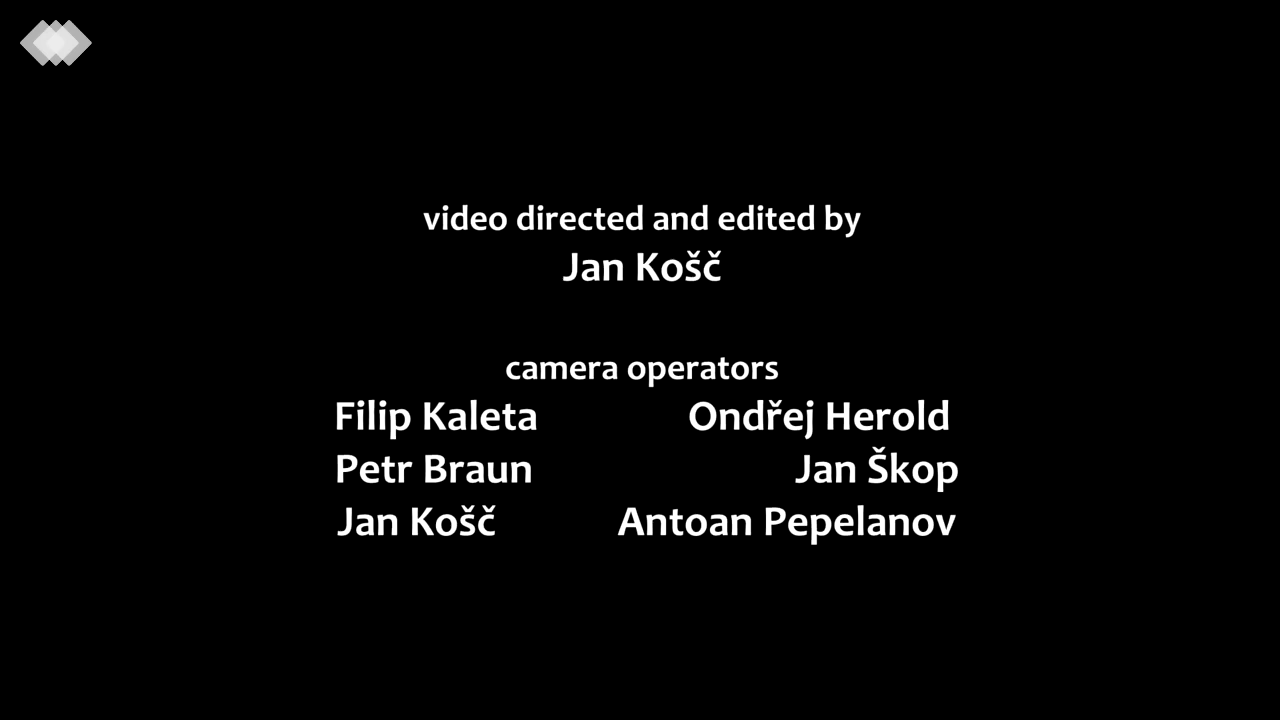 video directed and edited by
Jan Košč
camera operators
Filip Kaleta Ondřej Herold
Petr Braun Jan Škop
Jan Košč Antoan Pepelanov